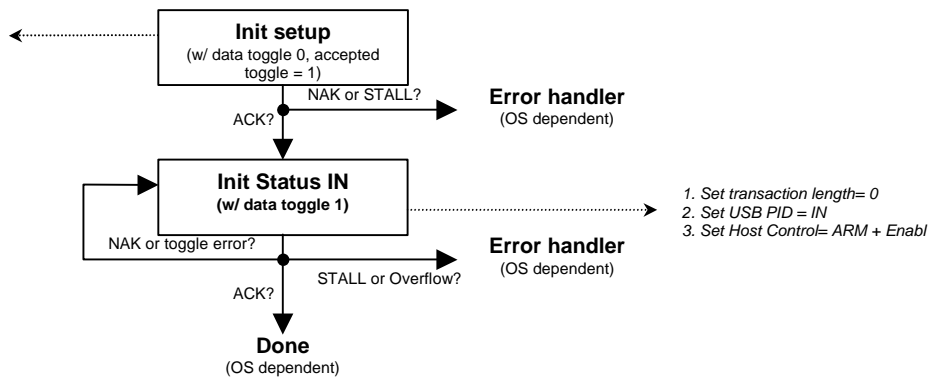 Init setup
(w/ data toggle 0, accepted
toggle = 1)
NAK or STALL?
Error handler
(OS dependent)
ACK?
Init Status IN
(w/ data toggle 1)
1. Set transaction length= 0
2. Set USB PID = IN
3. Set Host Control= ARM + Enabl
NAK or toggle error?
Error handler
(OS dependent)
STALL or Overflow?
ACK?
Done
(OS dependent)